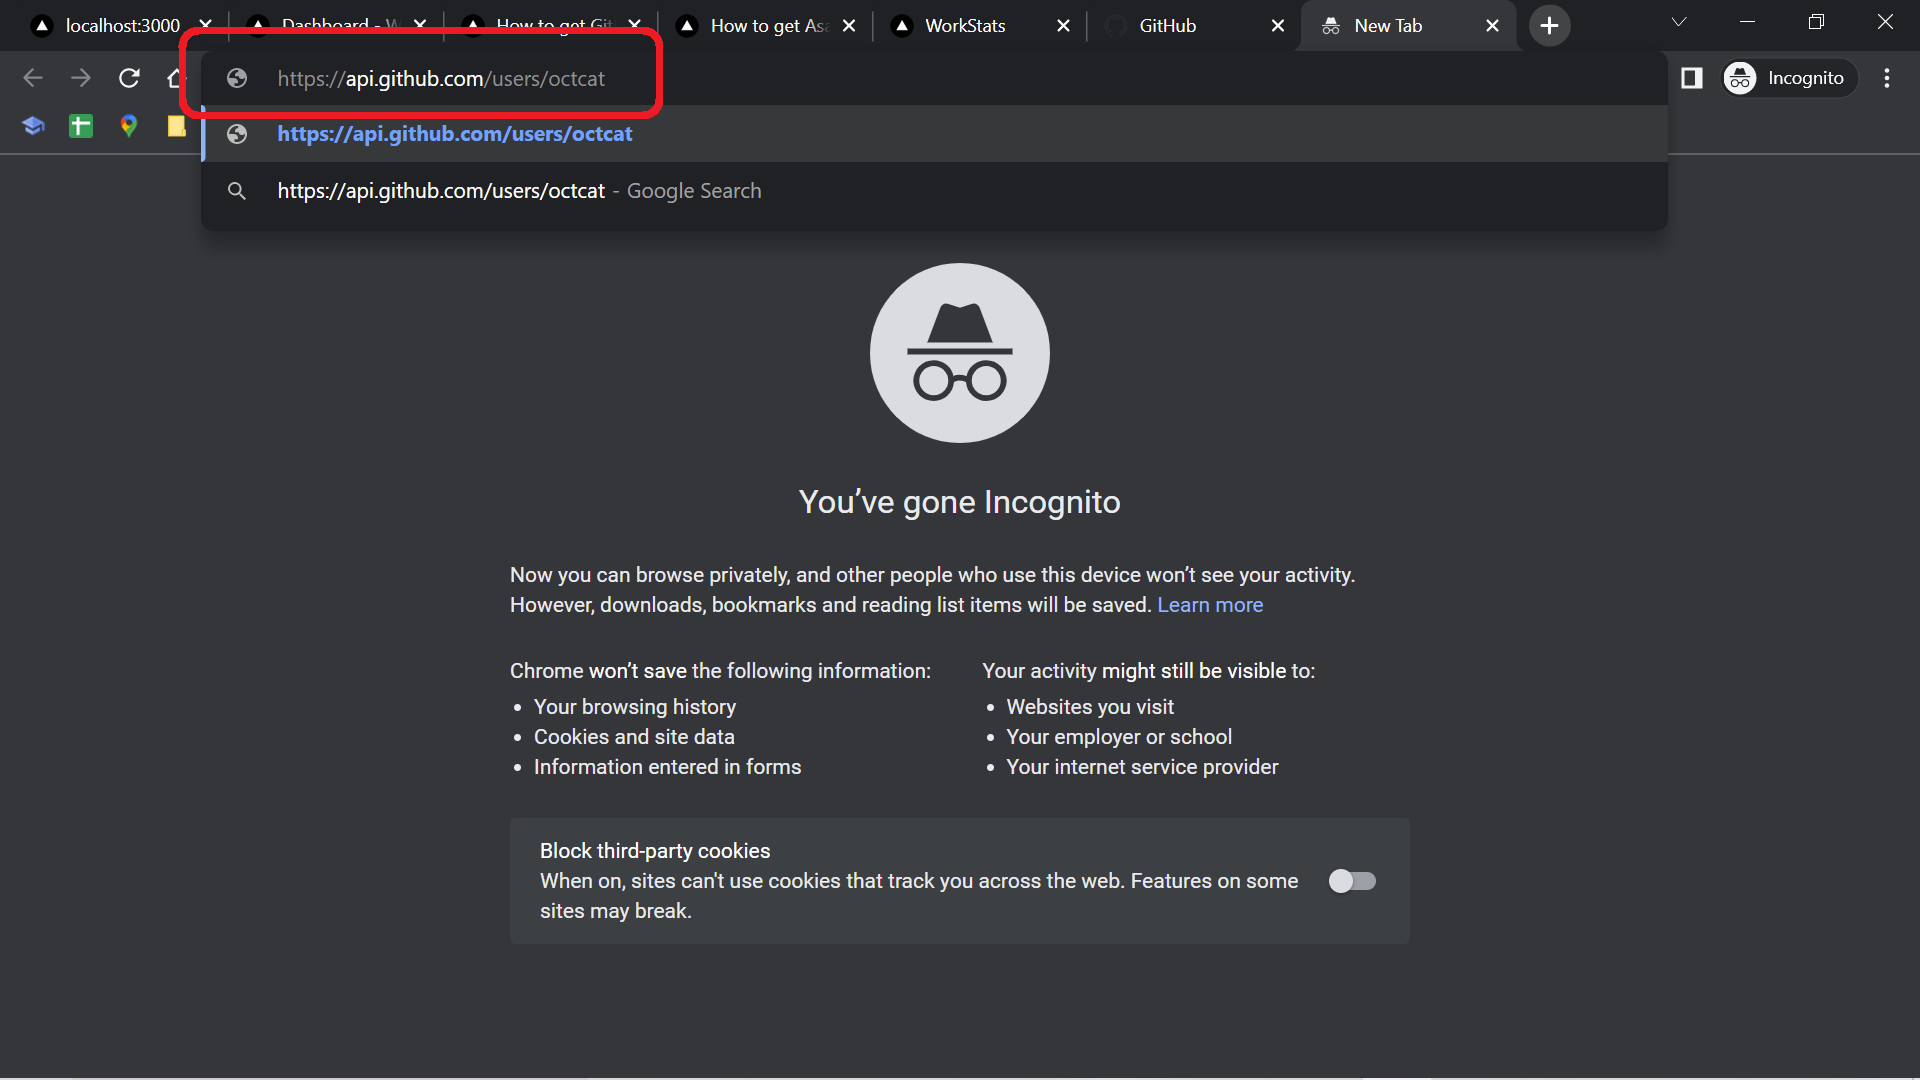 localhost:3000
Dashboard - W
How to get Git
How to get Asa
WorkStats
GitHub
New Tab
https://api.github.com/users/octcat
Incognito
https://api.github.com/users/octcat
https://api.github.com/users/octcat - Google Search
You’ve gone Incognito
Now you can browse privately, and other people who use this device won’t see your activity.
However, downloads, bookmarks and reading list items will be saved. Learn more
Chrome won’t save the following information:
Your browsing history
Cookies and site data
Information entered in forms
Your activity might still be visible to:
Websites you visit
Your employer or school
Your internet service provider
Block third-party cookies
When on, sites can't use cookies that track you across the web. Features on some
sites may break.